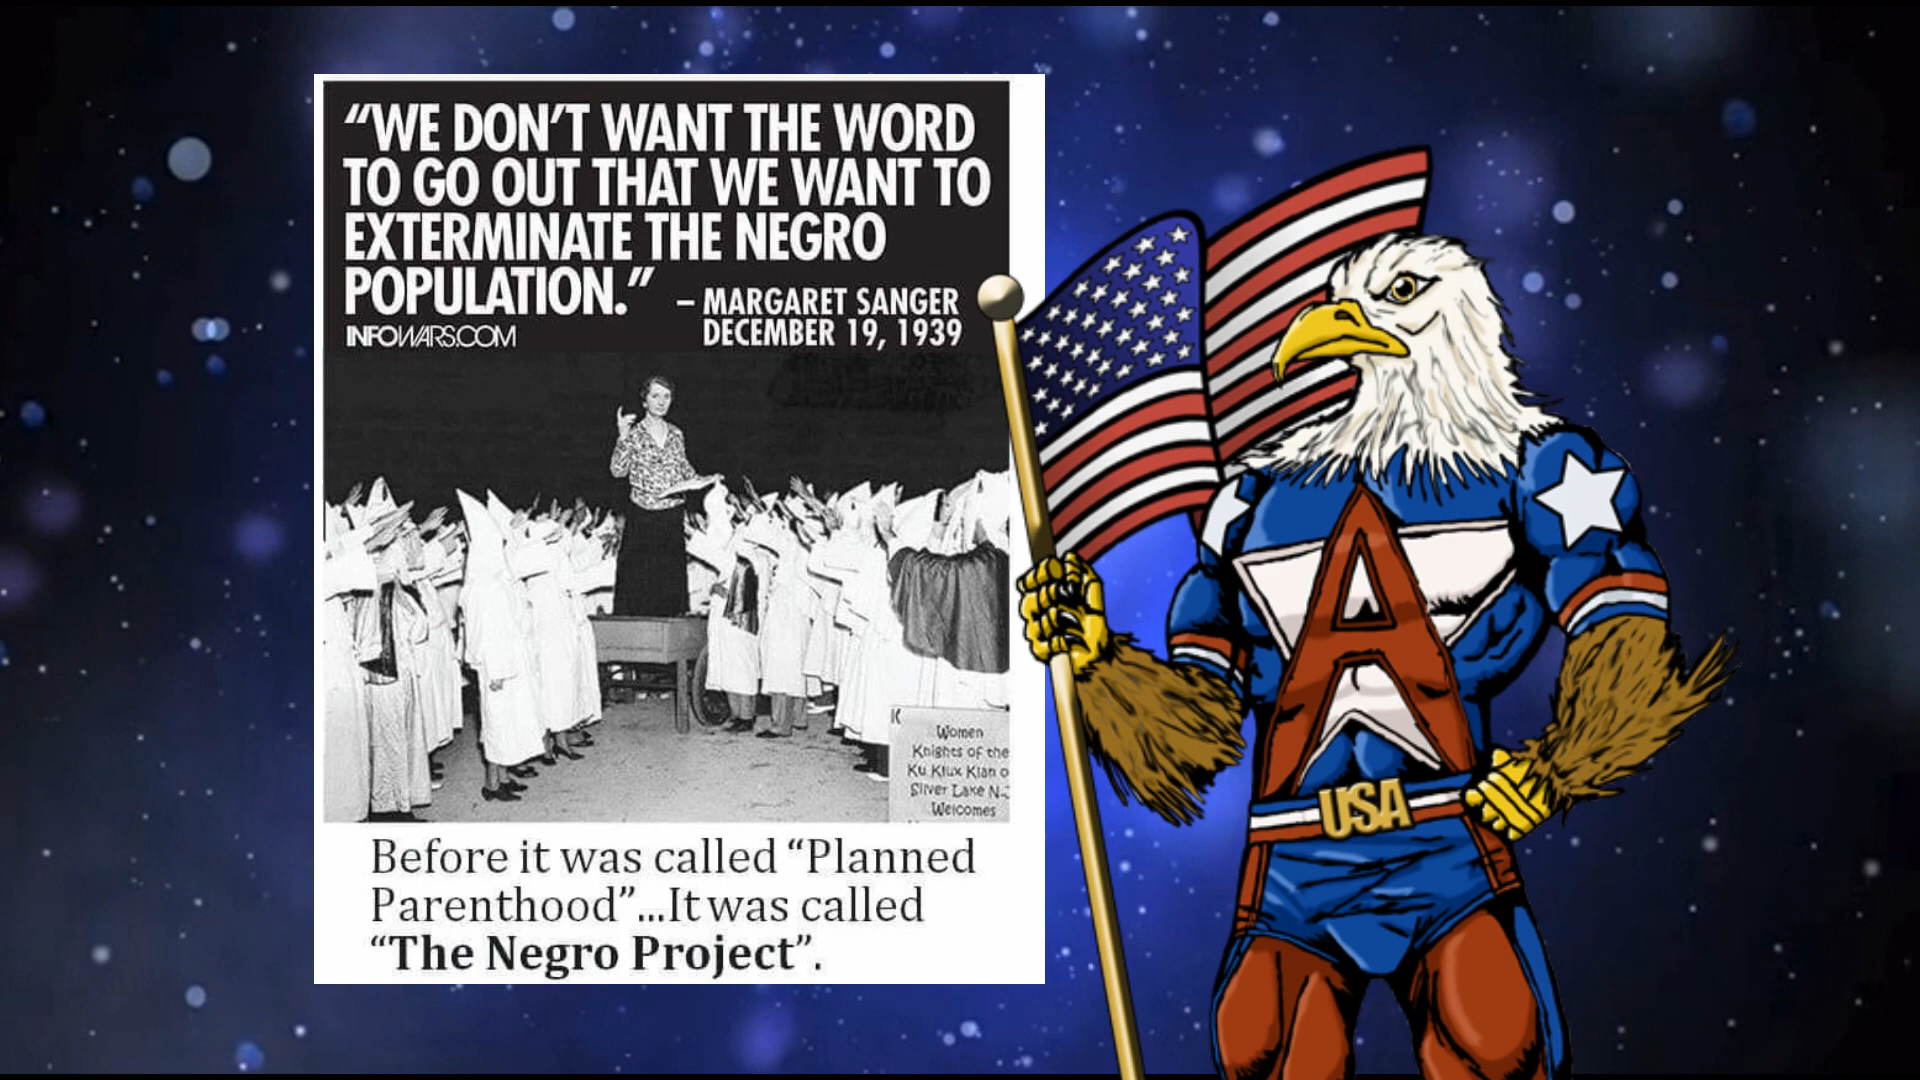 “WE DON’T WANT THE WORD
TO GO OUT THAT WE WANT TO
EXTERMINATE THE NEGRO
POPULATION.”
– MARGARET SANGER
DECEMBER 19, 1939
INFOWARS.COM
K
Women
Knights of the
Ku Klux Klan o
Silver Lake N.J
Welcomes
Before it was called “Planned
Parenthood”...It was called
“The Negro Project”.
A
USA